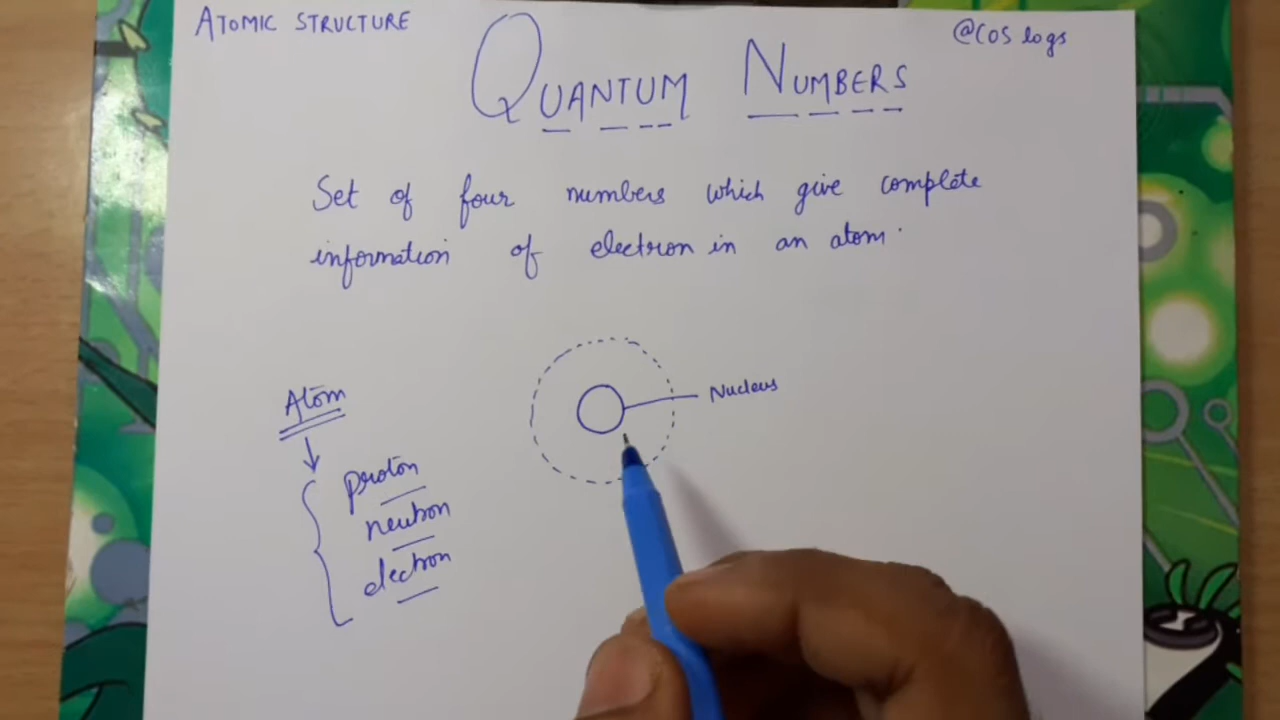 ATOMIC STRUCTURE
@COS logs
QUANTUM NUMBERS
Set of four numbers which give complete
information of electron in an atom.
Nucleus
Atom
proton
neutron
electron